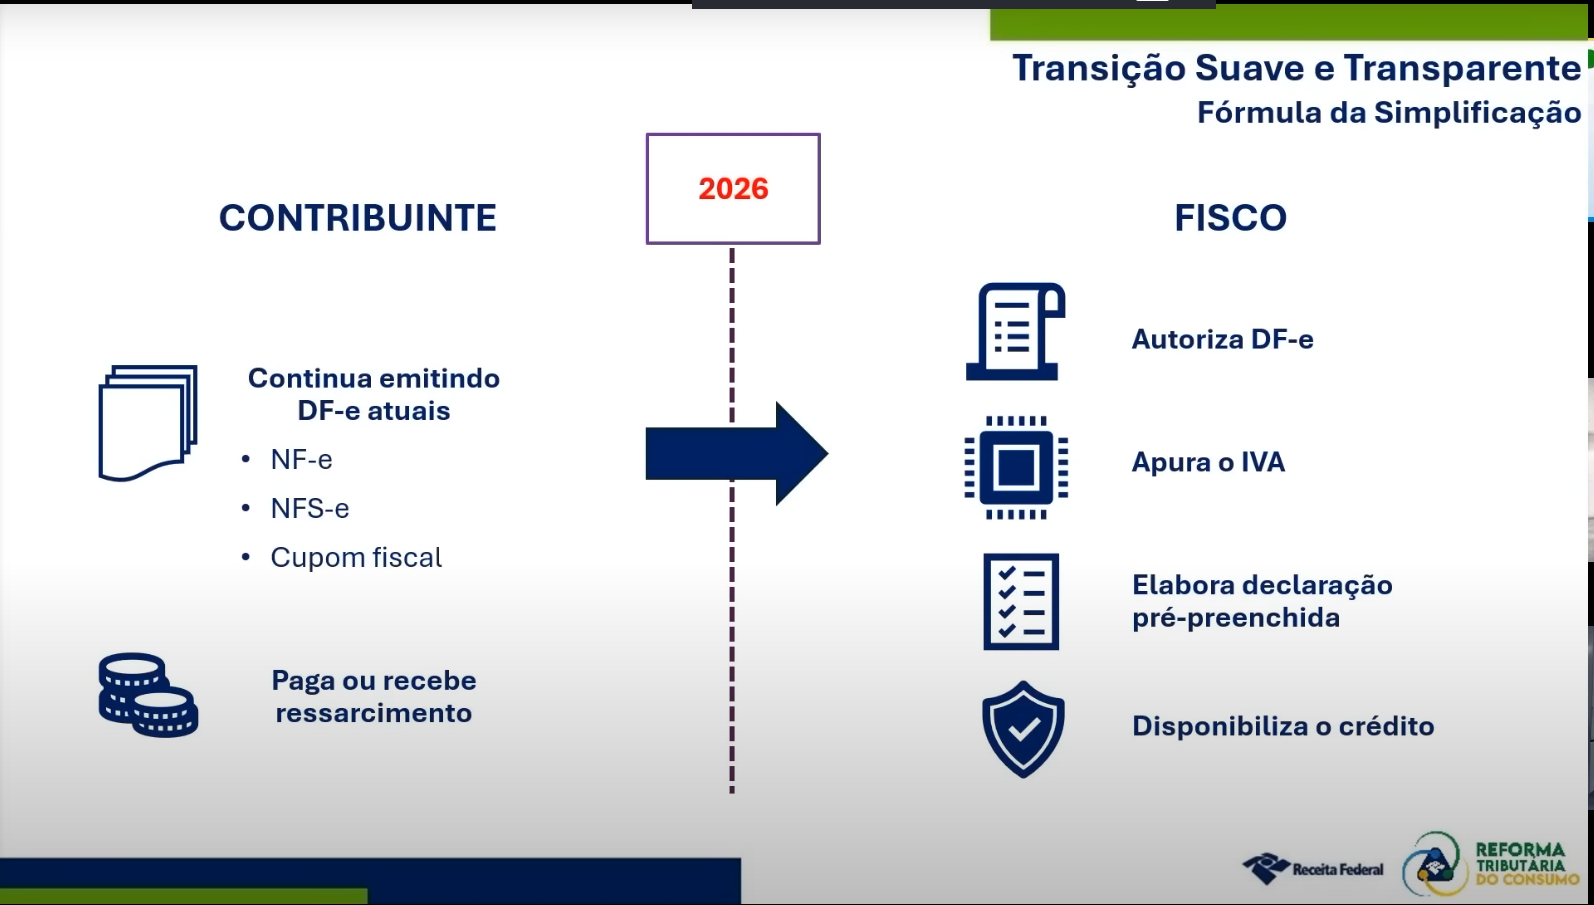 Transição Suave e Transparente
Fórmula da Simplificação
2026
CONTRIBUINTE
Continua emitindo
DF-e atuais
• NF-e
• NFS-e
• Cupom fiscal
Paga ou recebe
ressarcimento
FISCO
Autoriza DF-e
Apura o IVA
Elabora declaração
pré-preenchida
Disponibiliza o crédito
Receita Federal
REFORMA
TRIBUTÁRIA
DO CONSUMO